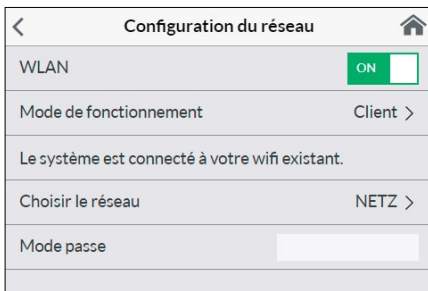 Configuration du réseau
WLAN ON
Mode de fonctionnement Client
Le système est connecté à votre wifi existant.
Choisir le réseau NETZ
Mode passe